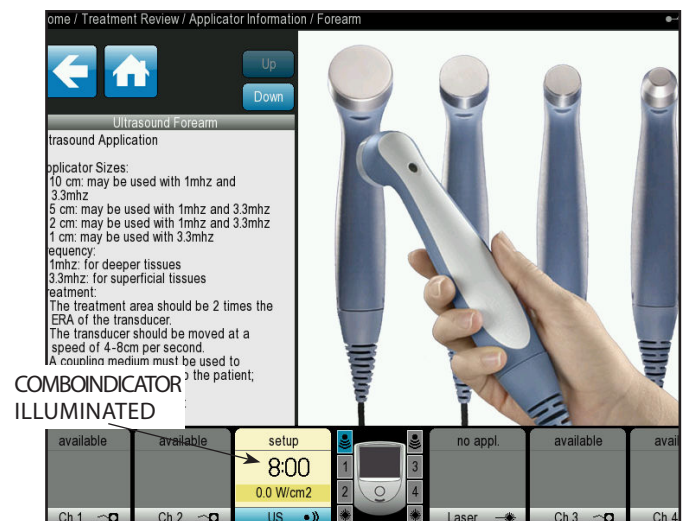 ome / Treatment Review / Applicator Information / Forearm
Up
Down
Ultrasound Forearm
trasound Application
pplicator Sizes:
10 cm: may be used with 1mhz and
3.3mhz
5 cm: may be used with 1mhz and 3.3mhz
2 cm: may be used with 1mhz and 3.3mhz
1 cm: may be used with 3.3mhz
equency:
1mhz: for deeper tissues
3.3mhz: for superficial tissues
eatment:
The treatment area should be 2 times the
ERA of the transducer.
The transducer should be moved at a
speed of 4-8cm per second.
A coupling medium must be used to
o the patient;
COMBOINDICATOR
ILLUMINATED
available
available
setup
8:00
0.0 W/cm2
1
2
3
4
no appl.
available
avail
Ch 1
Ch 2
US
Laser
Ch 3
Ch 4